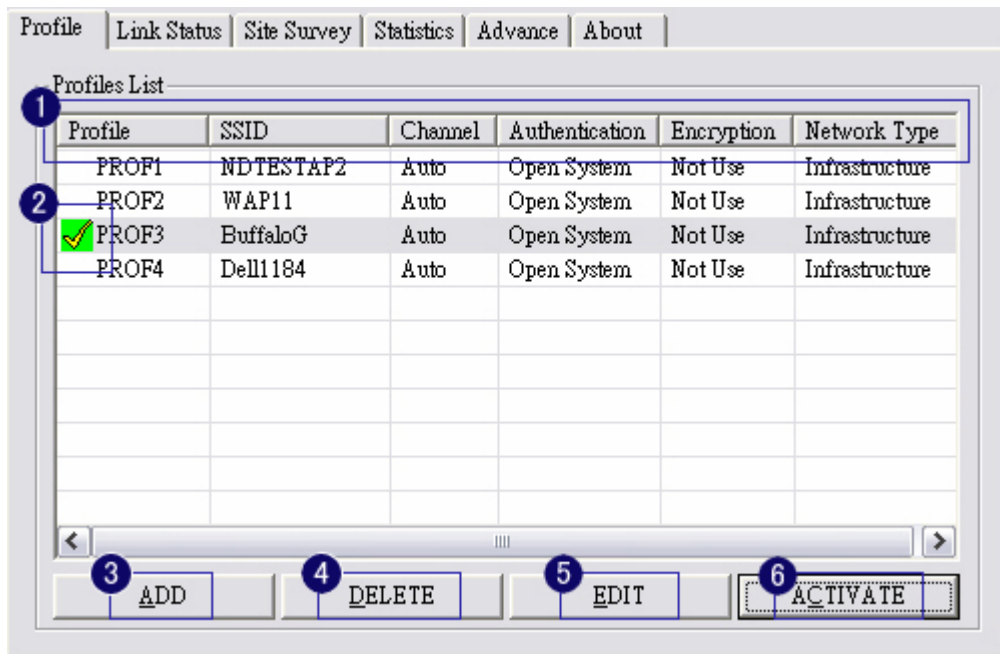 Profile Link Status Site Survey Statistics Advance About
Profiles List
1
Profile SSID Channel Authentication Encryption Network Type
PROF1 NDTESTAP2 Auto Open System Not Use Infrastructure
2
PROF2 WAP11 Auto Open System Not Use Infrastructure
PROF3 BuffaloG Auto Open System Not Use Infrastructure
PROF4 Dell1184 Auto Open System Not Use Infrastructure
3 4 5 6
ADD DELETE EDIT ACTIVATE